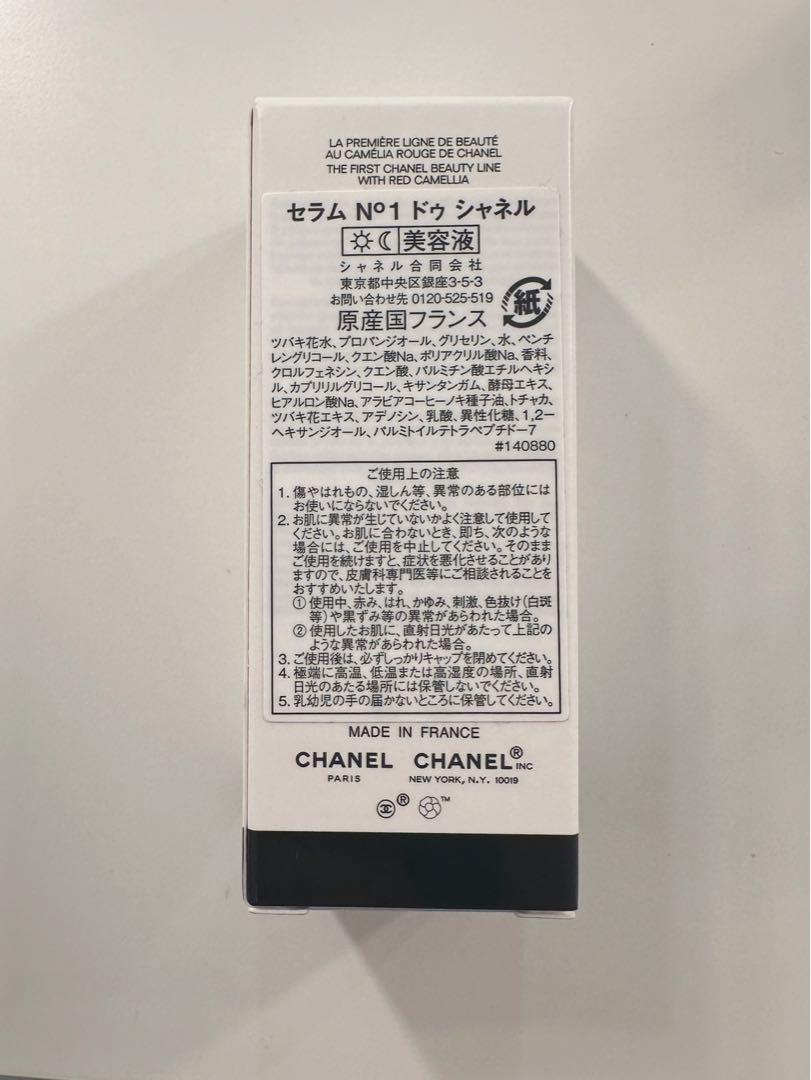 LA PREMIÈRE LIGNE DE BEAUTÉ
AU CAMÉLIA ROUGE DE CHANEL
THE FIRST CHANEL BEAUTY LINE
WITH RED CAMELLIA
セラム Nº1 ドゥ シャネル
美容液
シャネル合同会社
東京都中央区銀座3-5-3
お問い合わせ先 0120-525-519
紙
原産国フランス
ツバキ花水、プロパンジオール、グリセリン、水、ペンチ
レングリコール、クエン酸Na、ポリアクリル酸Na、香料、
クロルフェネシン、クエン酸、パルミチン酸エチルヘキシ
ル、カプリリルグリコール、キサンタンガム、酵母エキス、
ヒアルロン酸Na、アラビアコーヒーノキ種子油、トチャカ、
ツバキ花エキス、アデノシン、乳酸、異性化糖、1,2ー
ヘキサンジオール、パルミトイルテトラペプチドー7
#140880
ご使用上の注意
1. 傷やはれもの、湿しん等、異常のある部位には
お使いにならないでください。
2. お肌に異常が生じていないかよく注意して使用して
ください。お肌に合わないとき、即ち、次のような
場合には、ご使用を中止してください。そのまま
ご使用を続けますと、症状を悪化させることがあり
ますので、皮膚科専門医等にご相談されることを
おすすめいたします。
① 使用中、赤み、はれ、かゆみ、刺激、色抜け(白斑
等)や黒ずみ等の異常があらわれた場合。
② 使用したお肌に、直射日光があたって上記の
ような異常があらわれた場合。
3. ご使用後は、必ずしっかりキャップを閉めてください。
4. 極端に高温、低温または高湿度の場所、直射
日光のあたる場所には保管しないでください。
5. 乳幼児の手の届かないところに保管してください。
MADE IN FRANCE
CHANEL CHANEL® INC
PARIS NEW YORK, N.Y. 10019
® ™